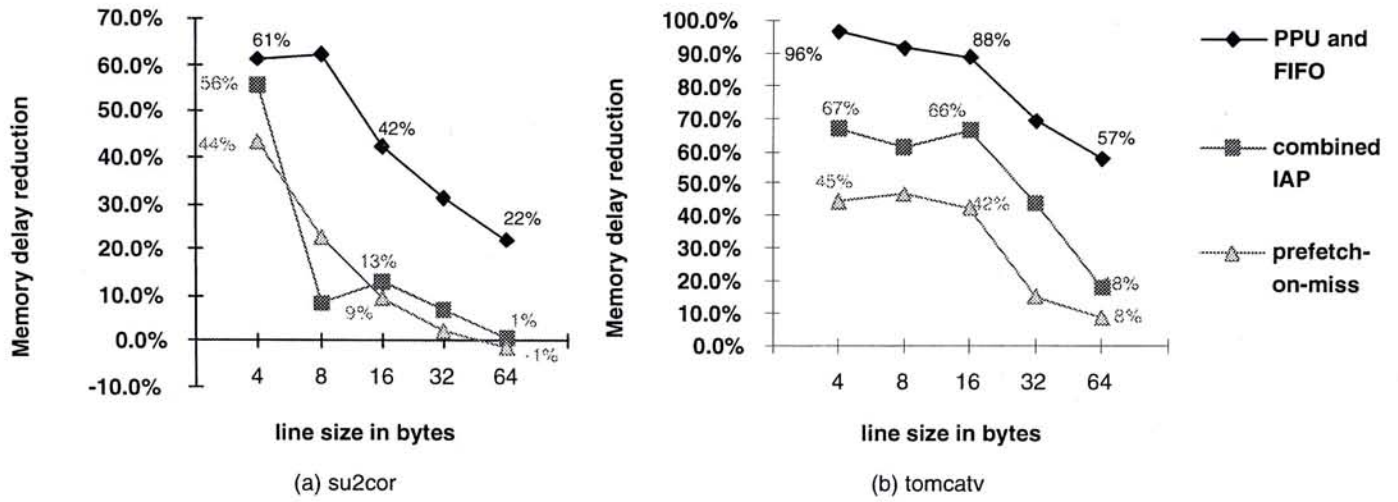 70.0%
60.0%
50.0%
40.0%
30.0%
20.0%
10.0%
0.0%
-10.0%
Memory delay reduction
61%
56%
44%
42%
22%
13%
9%
1%
-1%
4 8 16 32 64
line size in bytes
(a) su2cor
100.0%
90.0%
80.0%
70.0%
60.0%
50.0%
40.0%
30.0%
20.0%
10.0%
0.0%
Memory delay reduction
96%
88%
67%
66%
57%
45%
42%
8%
8%
4 8 16 32 64
line size in bytes
(b) tomcatv
PPU and
FIFO
combined
IAP
prefetch-
on-miss